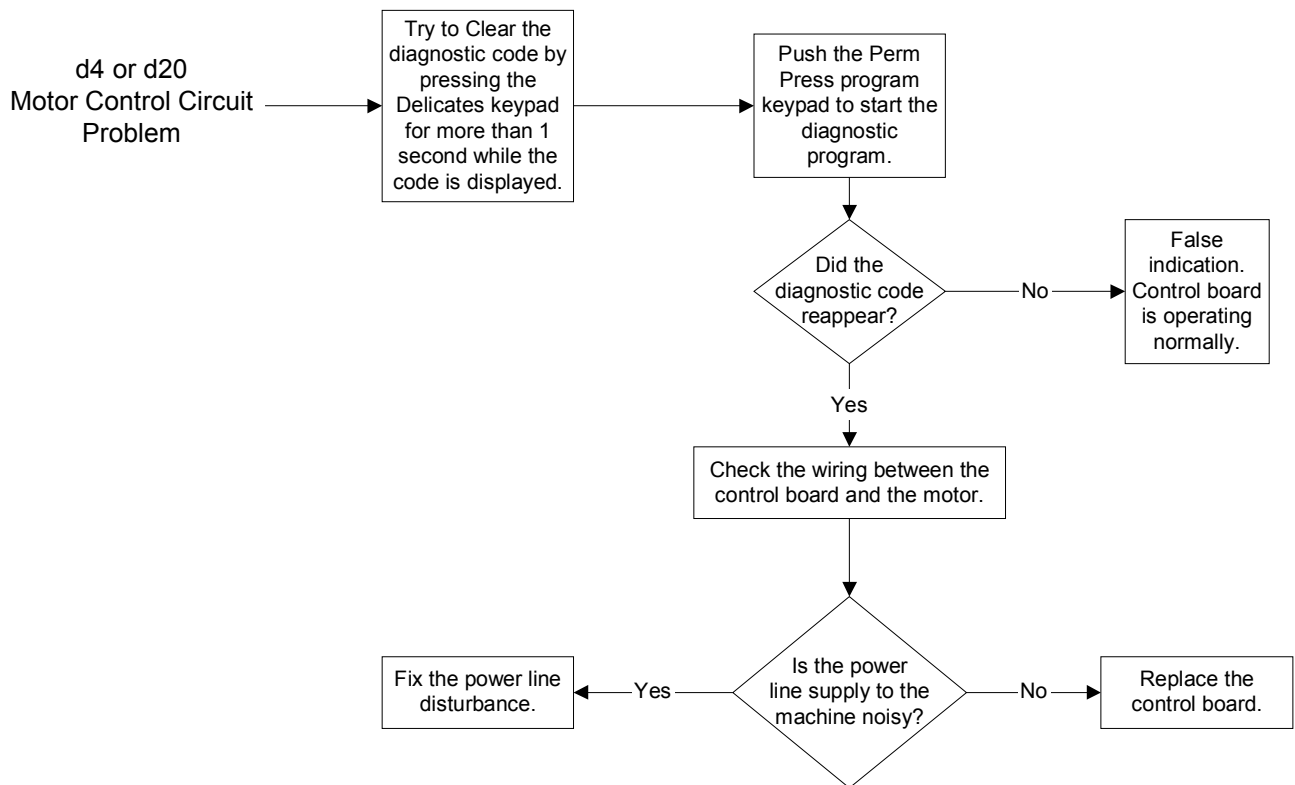 d4 or d20
Motor Control Circuit
Problem
Try to Clear the
diagnostic code by
pressing the
Delicates keypad
for more than 1
second while the
code is displayed.
Push the Perm
Press program
keypad to start the
diagnostic
program.
Did the
diagnostic code
reappear?
No
False
indication.
Control board
is operating
normally.
Yes
Check the wiring between the
control board and the motor.
Is the power
line supply to the
machine noisy?
Yes
Fix the power line
disturbance.
No
Replace the
control board.